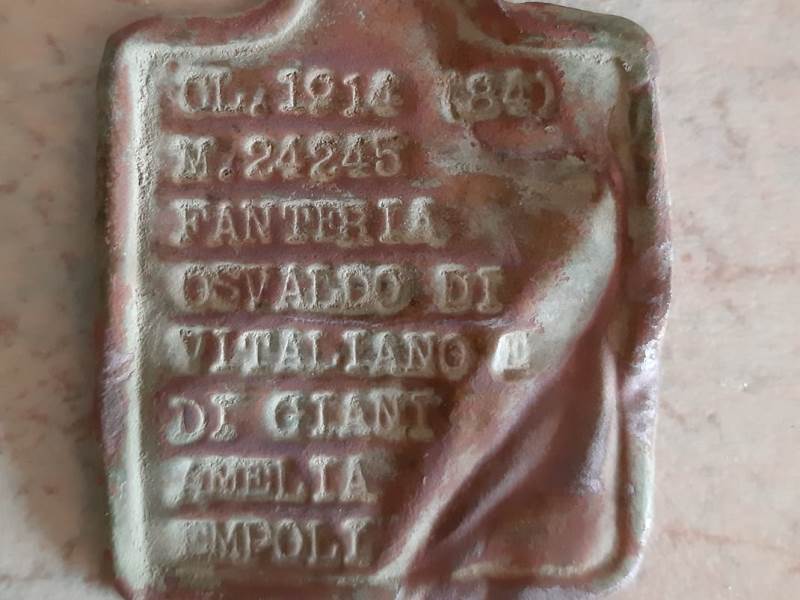 CL.1914 (84)
M.24245
FANTERIA
OSVALDO DI
VITALIANO E
DI GIANI
AMELIA
EMPOLI